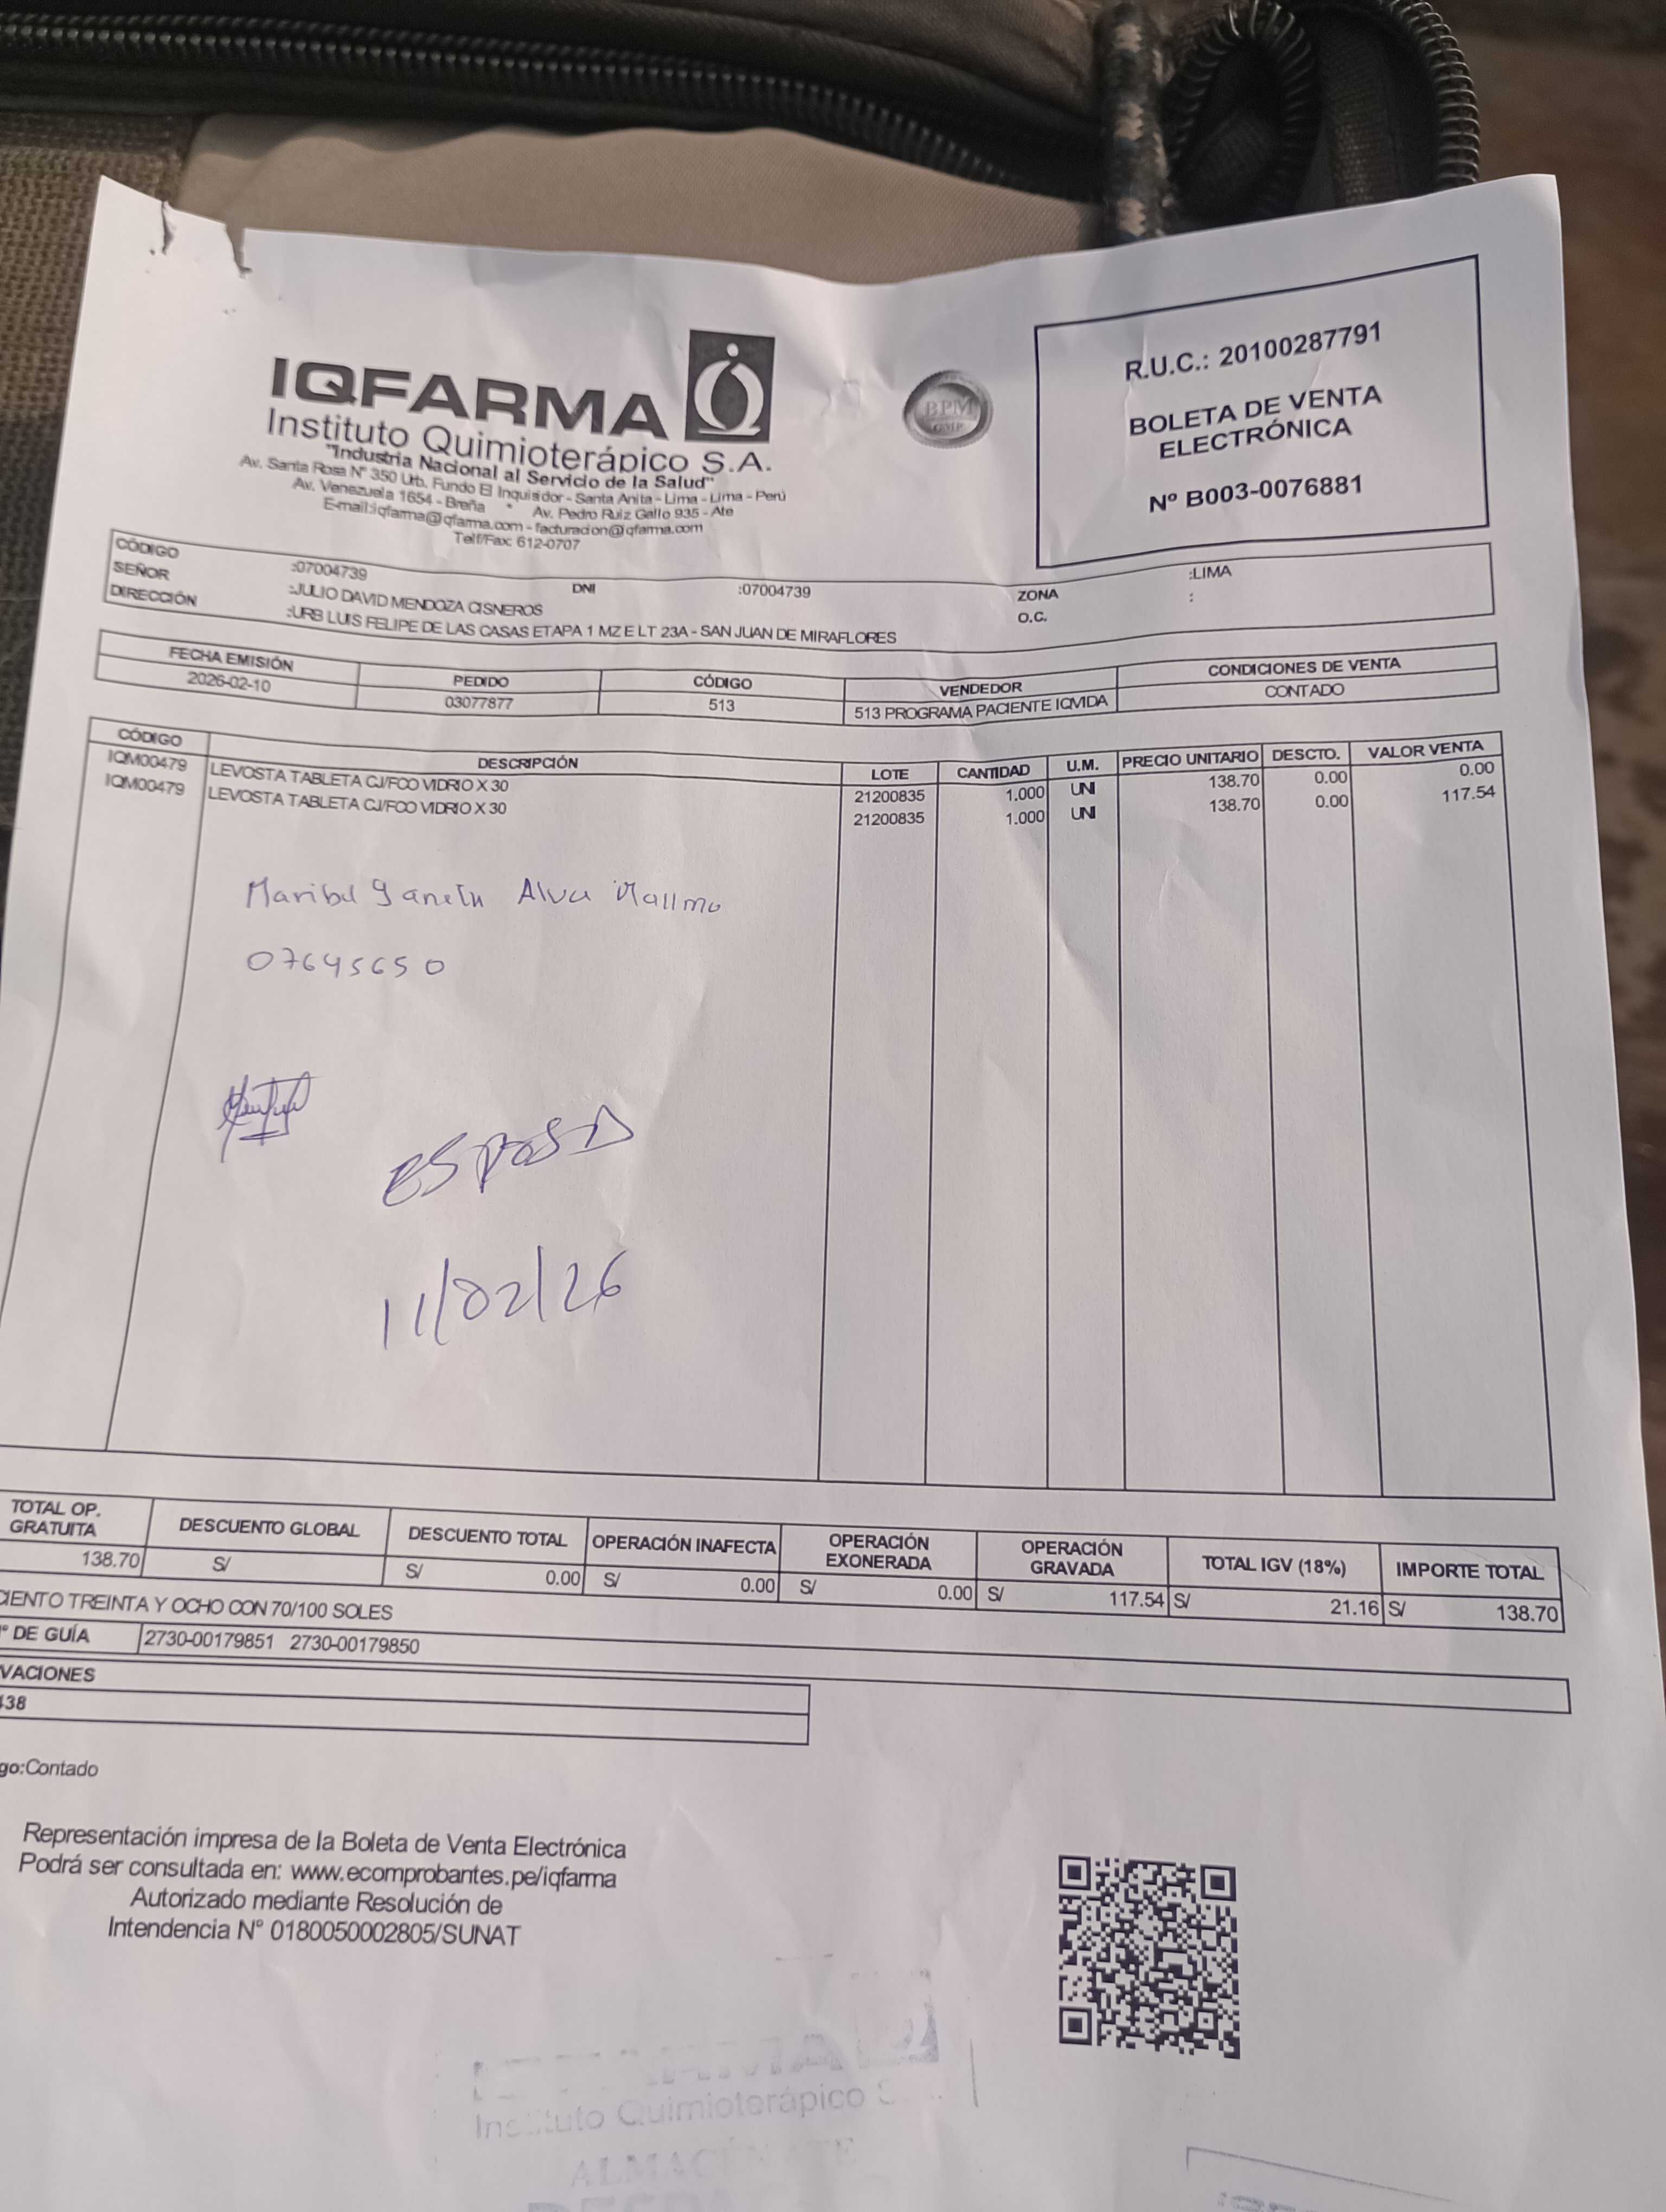 IQFARMA
Instituto Quimioterápico S.A.
"Industria Nacional al Servicio de la Salud"
Av. Santa Rosa N° 350 Urb. Fundo El Inquisidor - Santa Anita - Lima - Lima - Perú
Av. Venezuela 1654 - Breña * Av. Pedro Ruiz Gallo 935 - Ate
E-mail:iqfarma@iqfarma.com - facturacion@iqfarma.com
Telf/Fax: 612-0707
BPM
GMP
R.U.C.: 20100287791
BOLETA DE VENTA
ELECTRÓNICA
Nº B003-0076881
CÓDIGO :07004739 DNI :07004739 ZONA :LIMA
SEÑOR :JULIO DAVID MENDOZA CISNEROS O.C. :
DIRECCIÓN :URB LUIS FELIPE DE LAS CASAS ETAPA 1 MZ E LT 23A - SAN JUAN DE MIRAFLORES
FECHA EMISIÓN PEDIDO CÓDIGO VENDEDOR CONDICIONES DE VENTA
2026-02-10 03077877 513 513 PROGRAMA PACIENTE IQVIDA CONTADO
CÓDIGO DESCRIPCIÓN LOTE CANTIDAD U.M. PRECIO UNITARIO DESCTO. VALOR VENTA
IQM00479 LEVOSTA TABLETA CJ/FCO VIDRIO X 30 21200835 1.000 UNI 138.70 0.00 0.00
IQM00479 LEVOSTA TABLETA CJ/FCO VIDRIO X 30 21200835 1.000 UNI 138.70 0.00 117.54
Maribel Janeth Alva
07645650
ESPOSA
11/02/26
TOTAL OP. GRATUITA DESCUENTO GLOBAL DESCUENTO TOTAL OPERACIÓN INAFECTA OPERACIÓN EXONERADA OPERACIÓN GRAVADA TOTAL IGV (18%) IMPORTE TOTAL
138.70 S/ S/ 0.00 S/ 0.00 S/ 0.00 S/ 117.54 S/ 21.16 S/ 138.70
CIENTO TREINTA Y OCHO CON 70/100 SOLES
° DE GUÍA 2730-00179851 2730-00179850
VACIONES
438
go:Contado
Representación impresa de la Boleta de Venta Electrónica
Podrá ser consultada en: www.ecomprobantes.pe/iqfarma
Autorizado mediante Resolución de
Intendencia N° 0180050002805/SUNAT
Instituto Quimioterápico S
ALMACÉN ATE